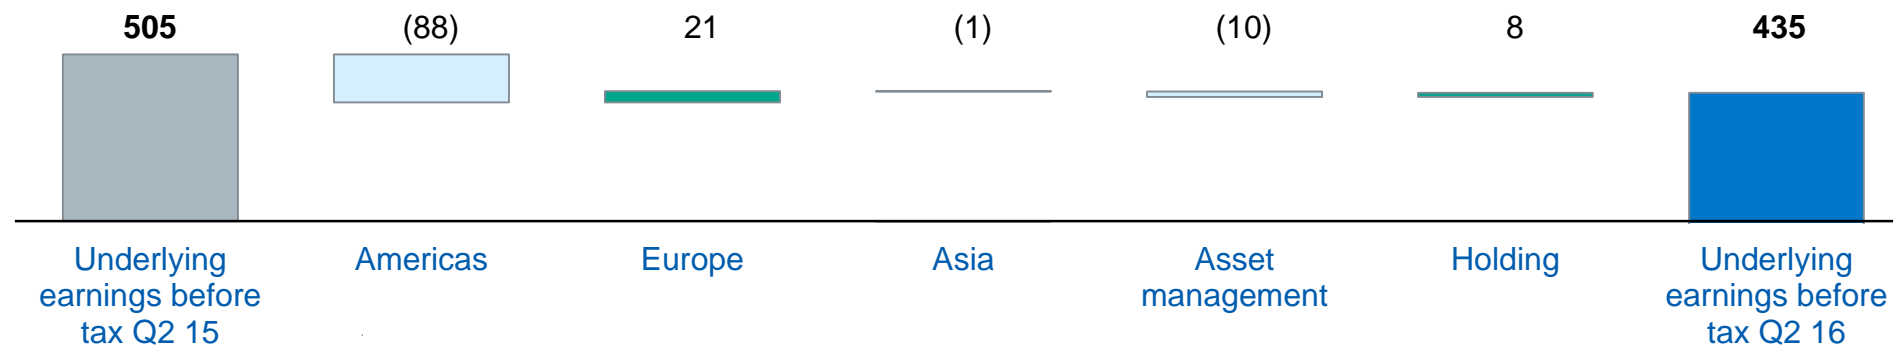 505 (88) 21 (1) (10) 8 435
Underlying Americas Europe Asia Asset Holding Underlying
earnings before management earnings before
tax Q2 15 tax Q2 16